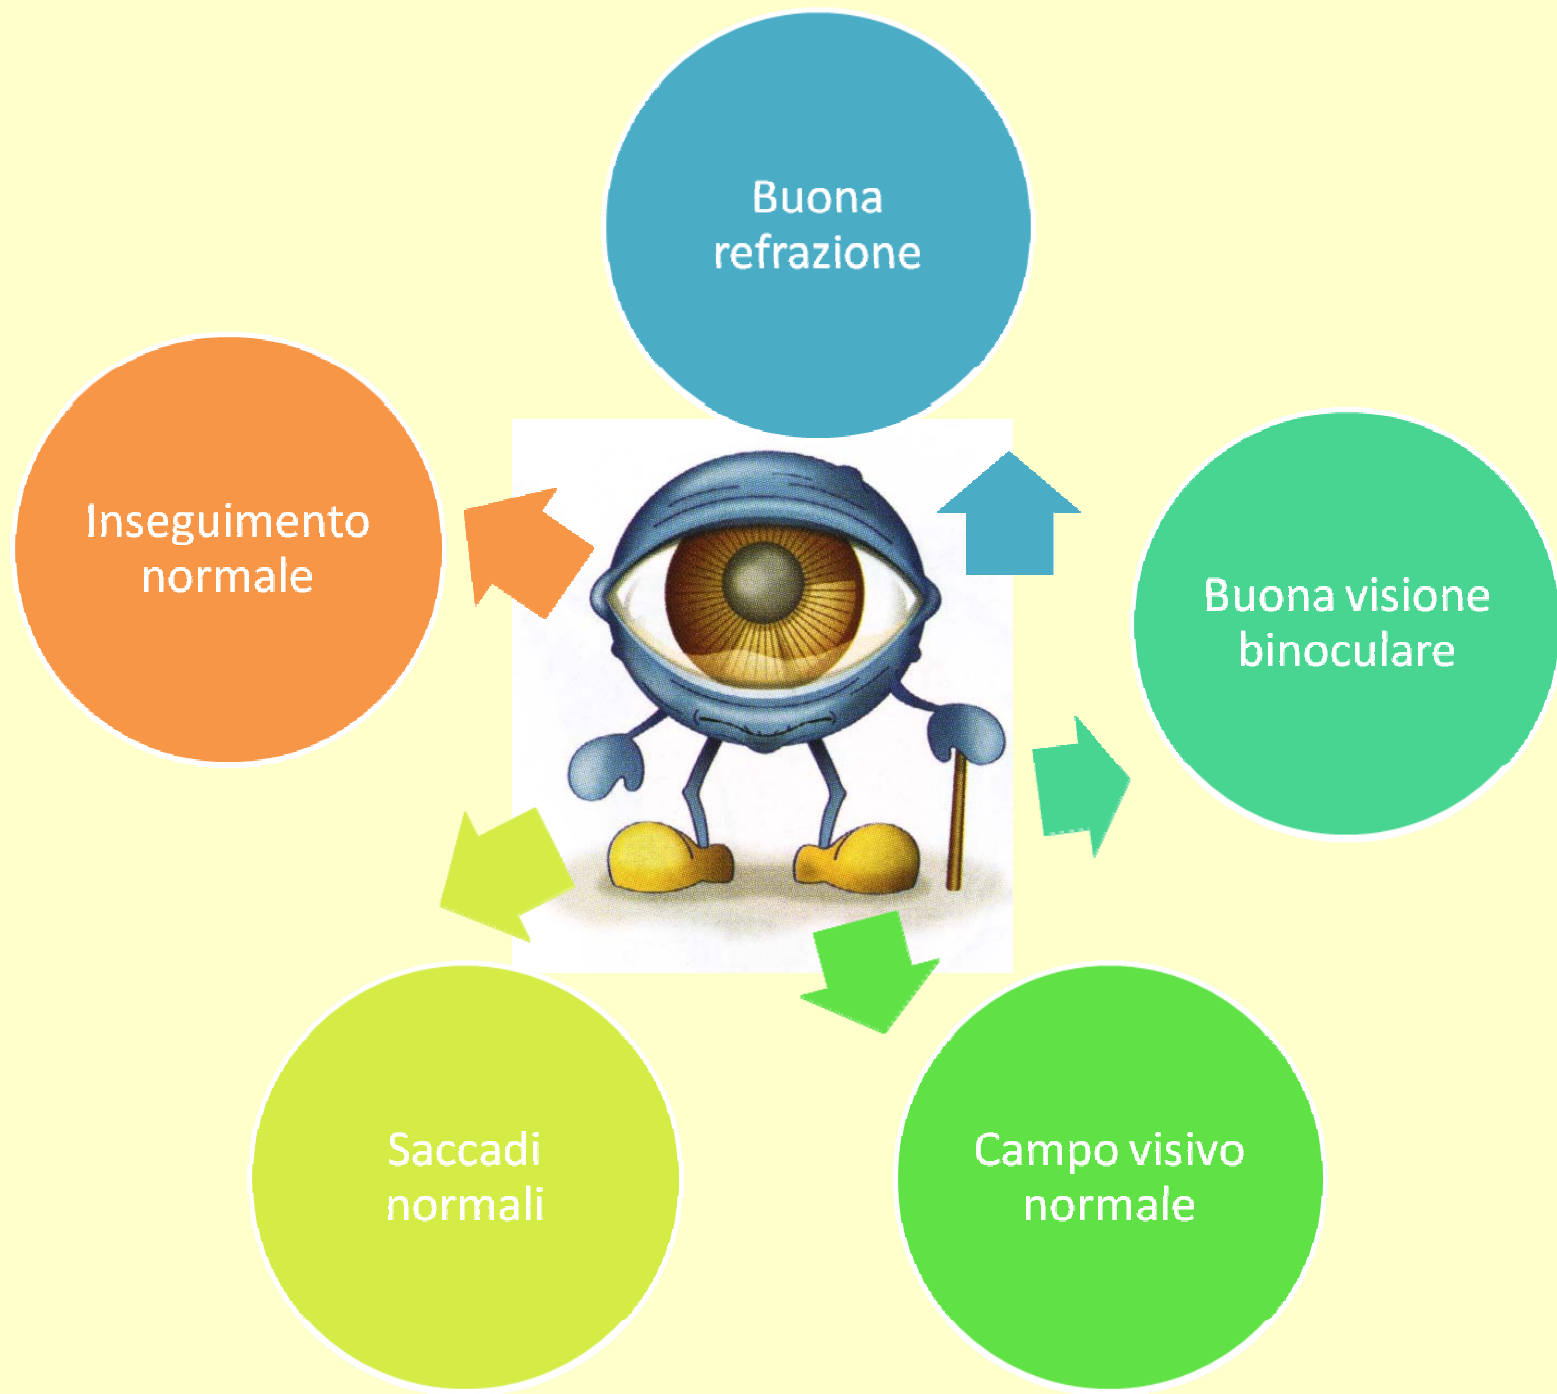 Buona
refrazione
Inseguimento
normale
Buona visione
binoculare
Saccadi
normali
Campo visivo
normale